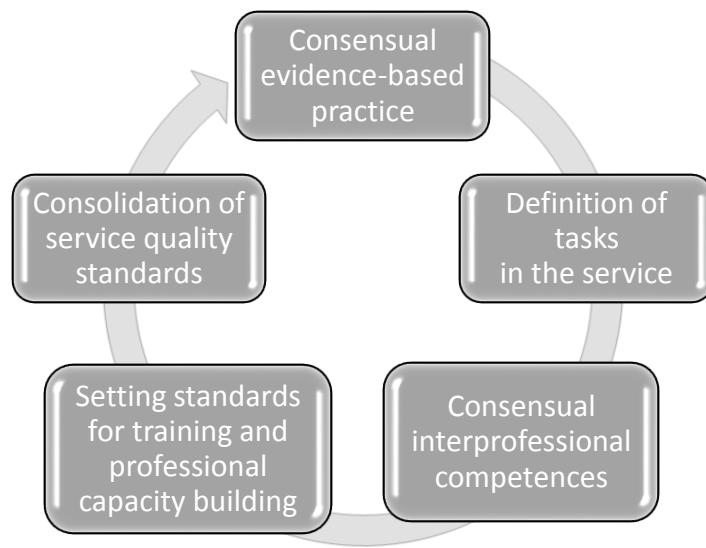 Consensual
evidence-based
practice
Definition of
tasks
in the service
Consensual
interprofessional
competences
Setting standards
for training and
professional
capacity building
Consolidation of
service quality
standards